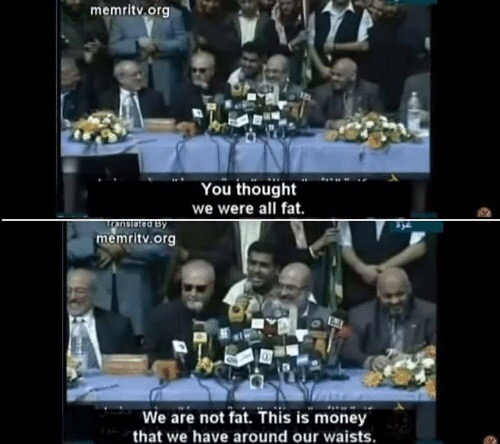 memritv.org
You thought
we were all fat.
Translated By
memritv.org
غزة
We are not fat. This is money
that we have around our waists.